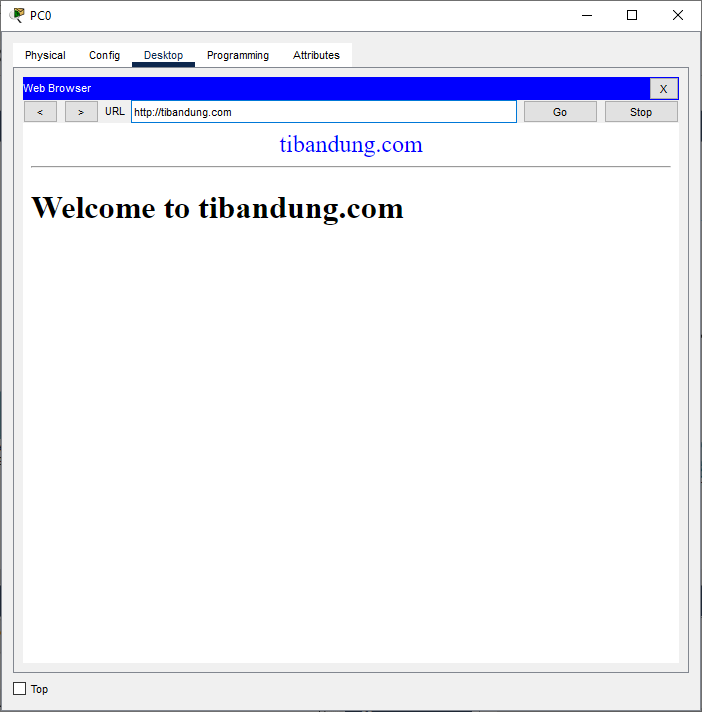 PC0
Physical Config Desktop Programming Attributes
Web Browser X
< > URL http://tibandung.com Go Stop
tibandung.com
Welcome to tibandung.com
Top